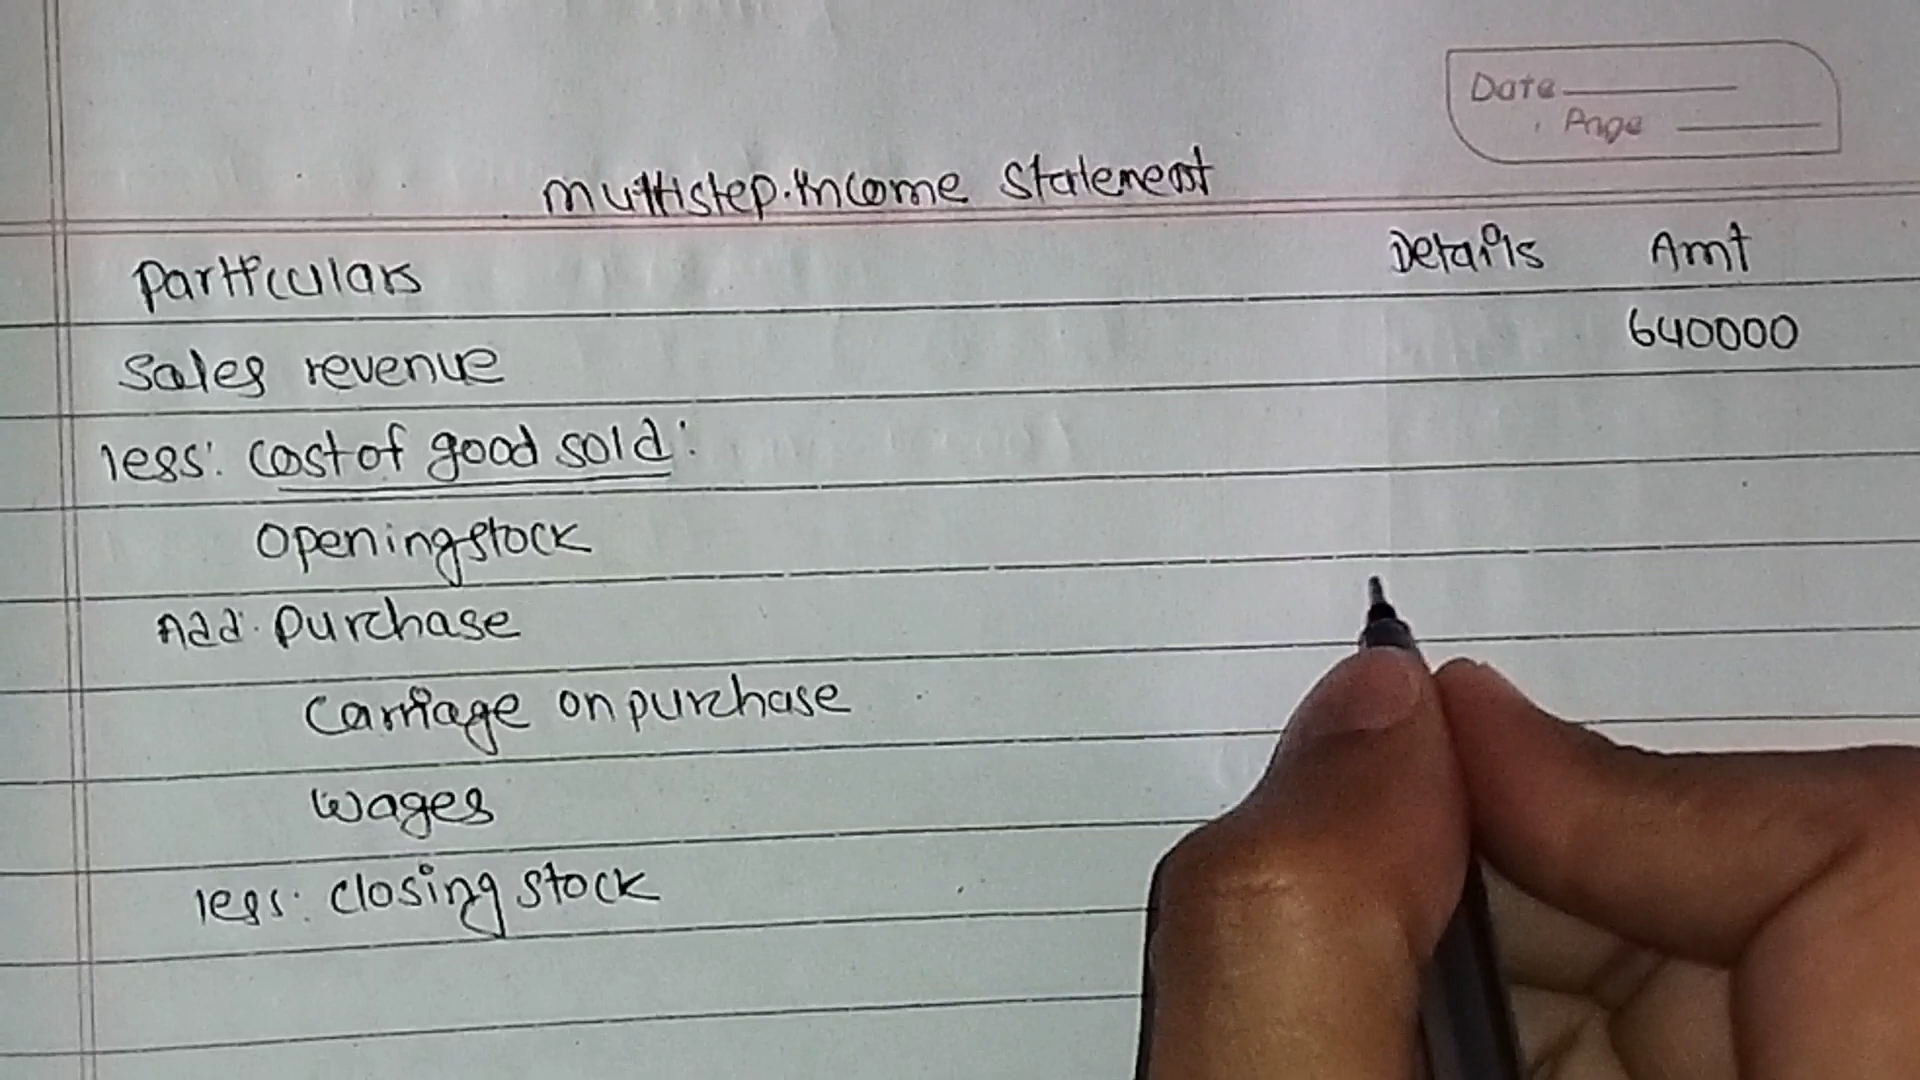 Date
Page
Multistep Income Statement
Particulars Details Amt
Sales revenue 640000
less: Cost of good sold:
Opening stock
Add: Purchase
Carriage on purchase
Wages
less: Closing stock